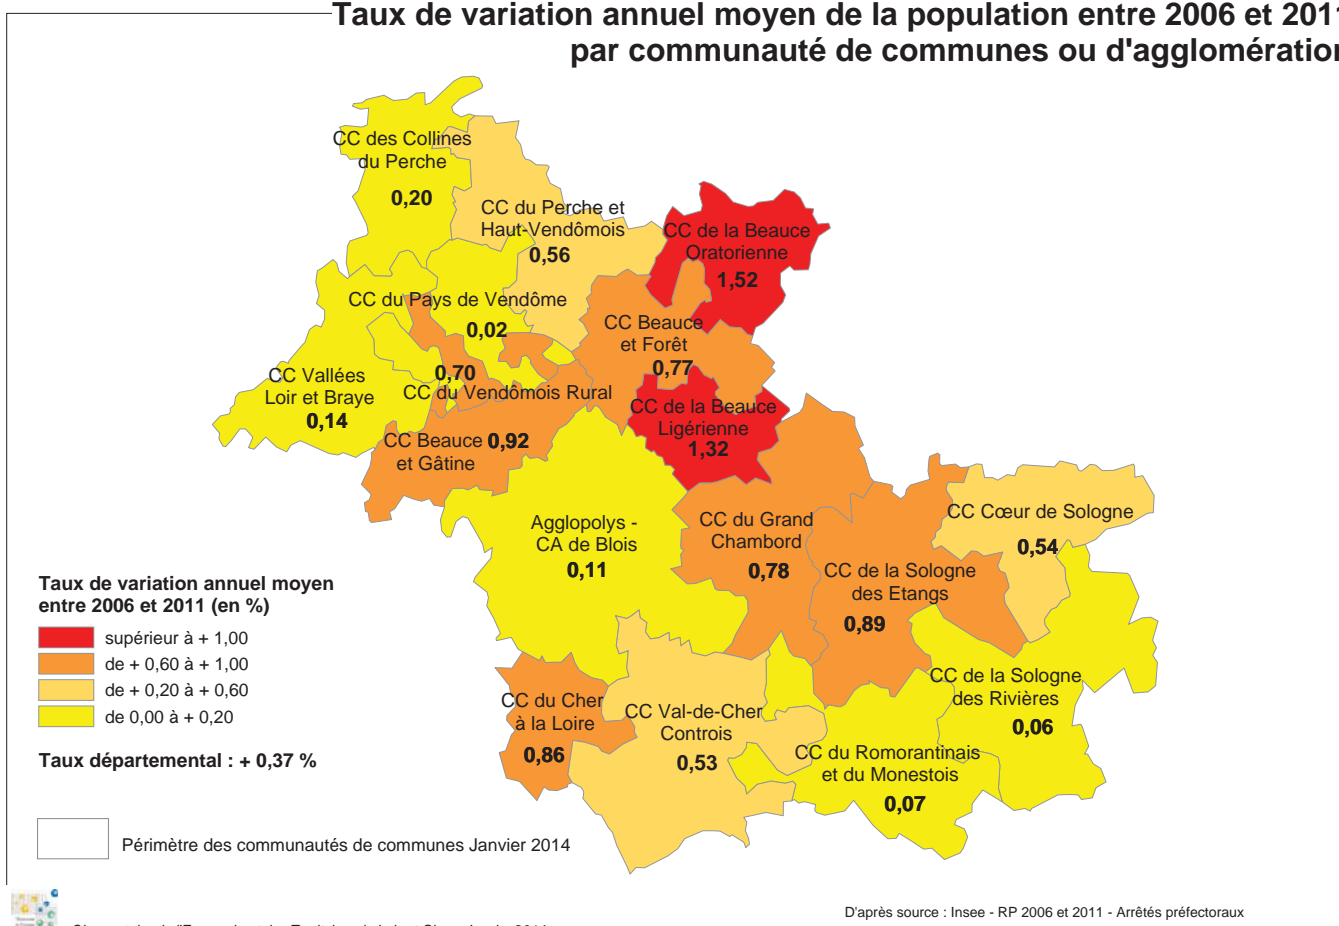 Taux de variation annuel moyen de la population entre 2006 et 2011
par communauté de communes ou d'agglomération
CC des Collines
du Perche
0,20
CC du Perche et
Haut-Vendômois
0,56
CC de la Beauce
Oratorienne
1,52
CC du Pays de Vendôme
0,02
CC Beauce
et Forêt
0,77
CC Vallées
Loir et Braye
0,14
0,70
CC du Vendômois Rural
CC de la Beauce
Ligérienne
1,32
CC Beauce
et Gâtine
0,92
Agglopolys -
CA de Blois
0,11
CC du Grand
Chambord
0,78
CC Cœur de Sologne
0,54
CC de la Sologne
des Etangs
0,89
CC de la Sologne
des Rivières
0,06
CC du Cher
à la Loire
0,86
CC Val-de-Cher
Controis
0,53
CC du Romorantinais
et du Monestois
0,07
Taux de variation annuel moyen
entre 2006 et 2011 (en %)
supérieur à + 1,00
de + 0,60 à + 1,00
de + 0,20 à + 0,60
de 0,00 à + 0,20
Taux départemental : + 0,37 %
Périmètre des communautés de communes Janvier 2014
D'après source : Insee - RP 2006 et 2011 - Arrêtés préfectoraux